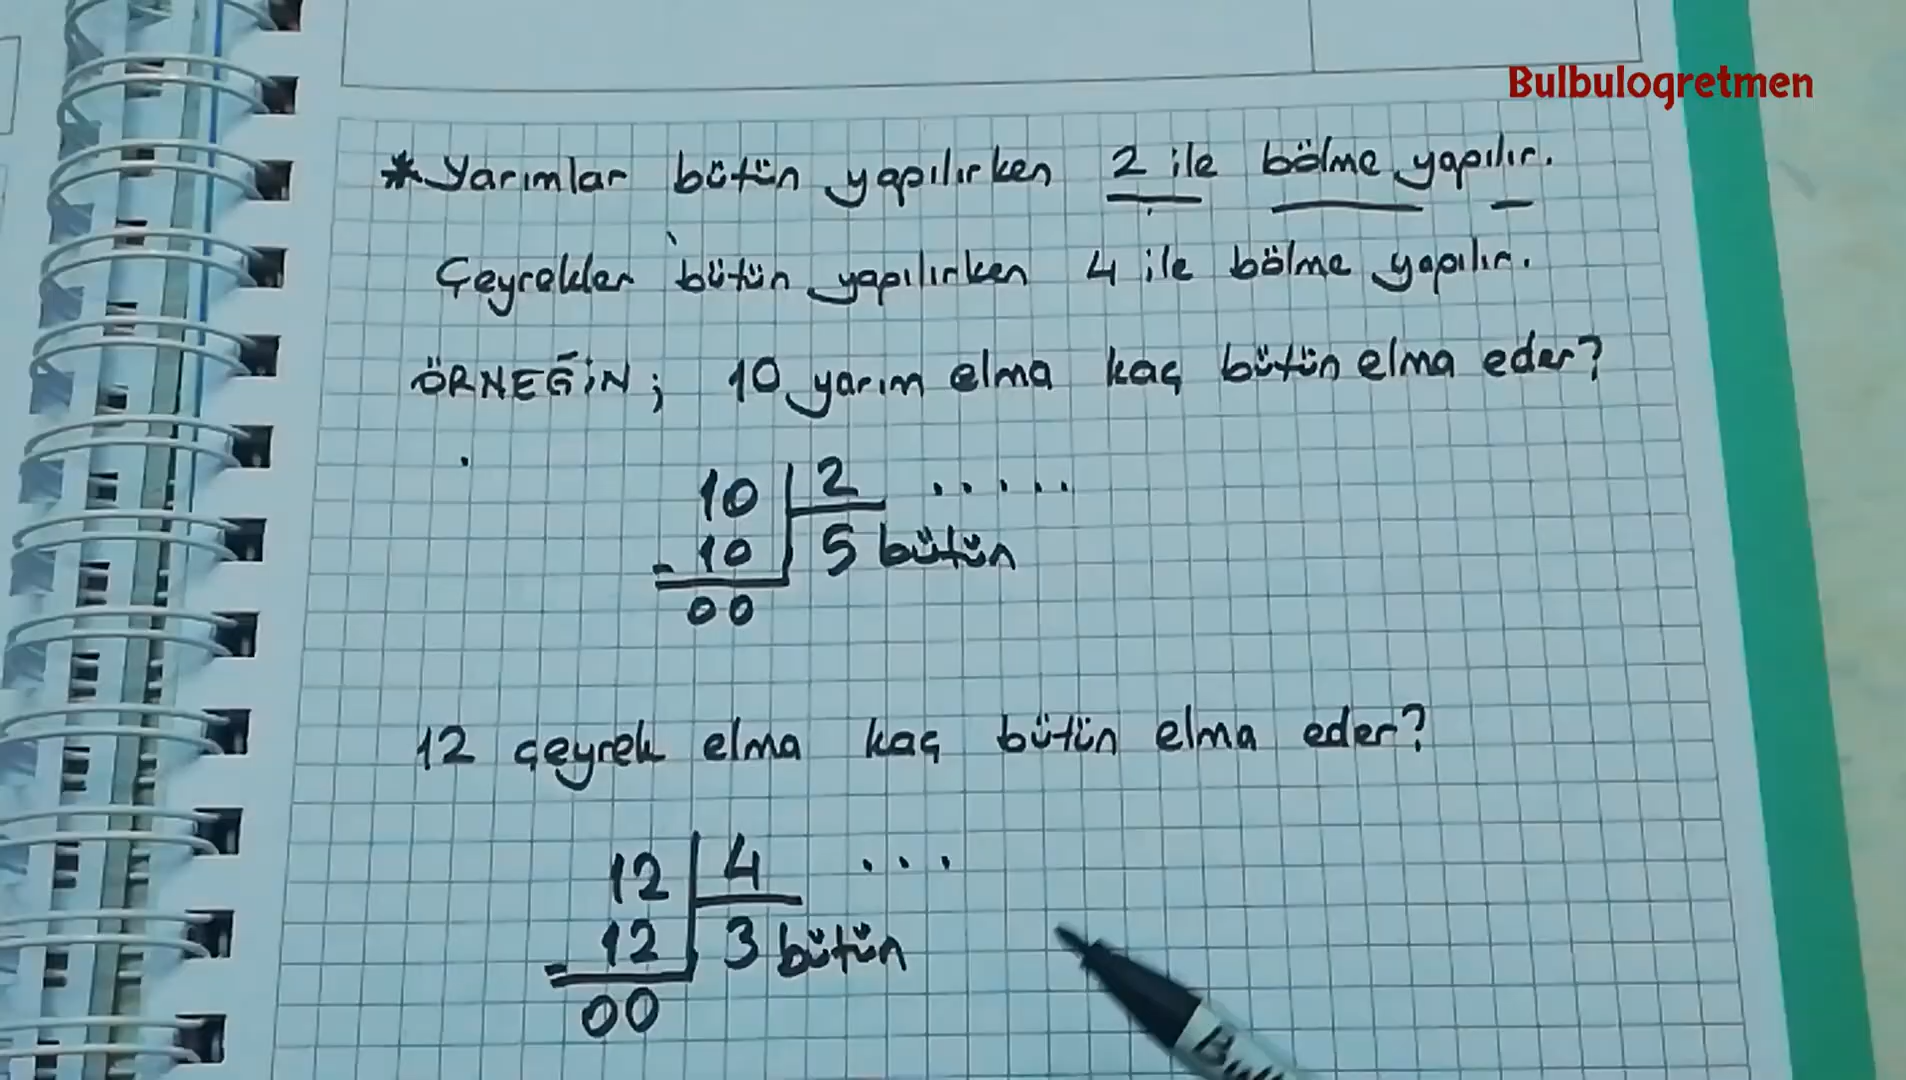 Bulbulogretmen
* Yarımlar bütün yapılırken 2 ile bölme yapılır.
Çeyrekler bütün yapılırken 4 ile bölme yapılır.
ÖRNEĞİN; 10 yarım elma kaç bütün elma eder?
10 2 .....
- 10 5 bütün
00
12 çeyrek elma kaç bütün elma eder?
12 4 ...
- 12 3 bütün
00